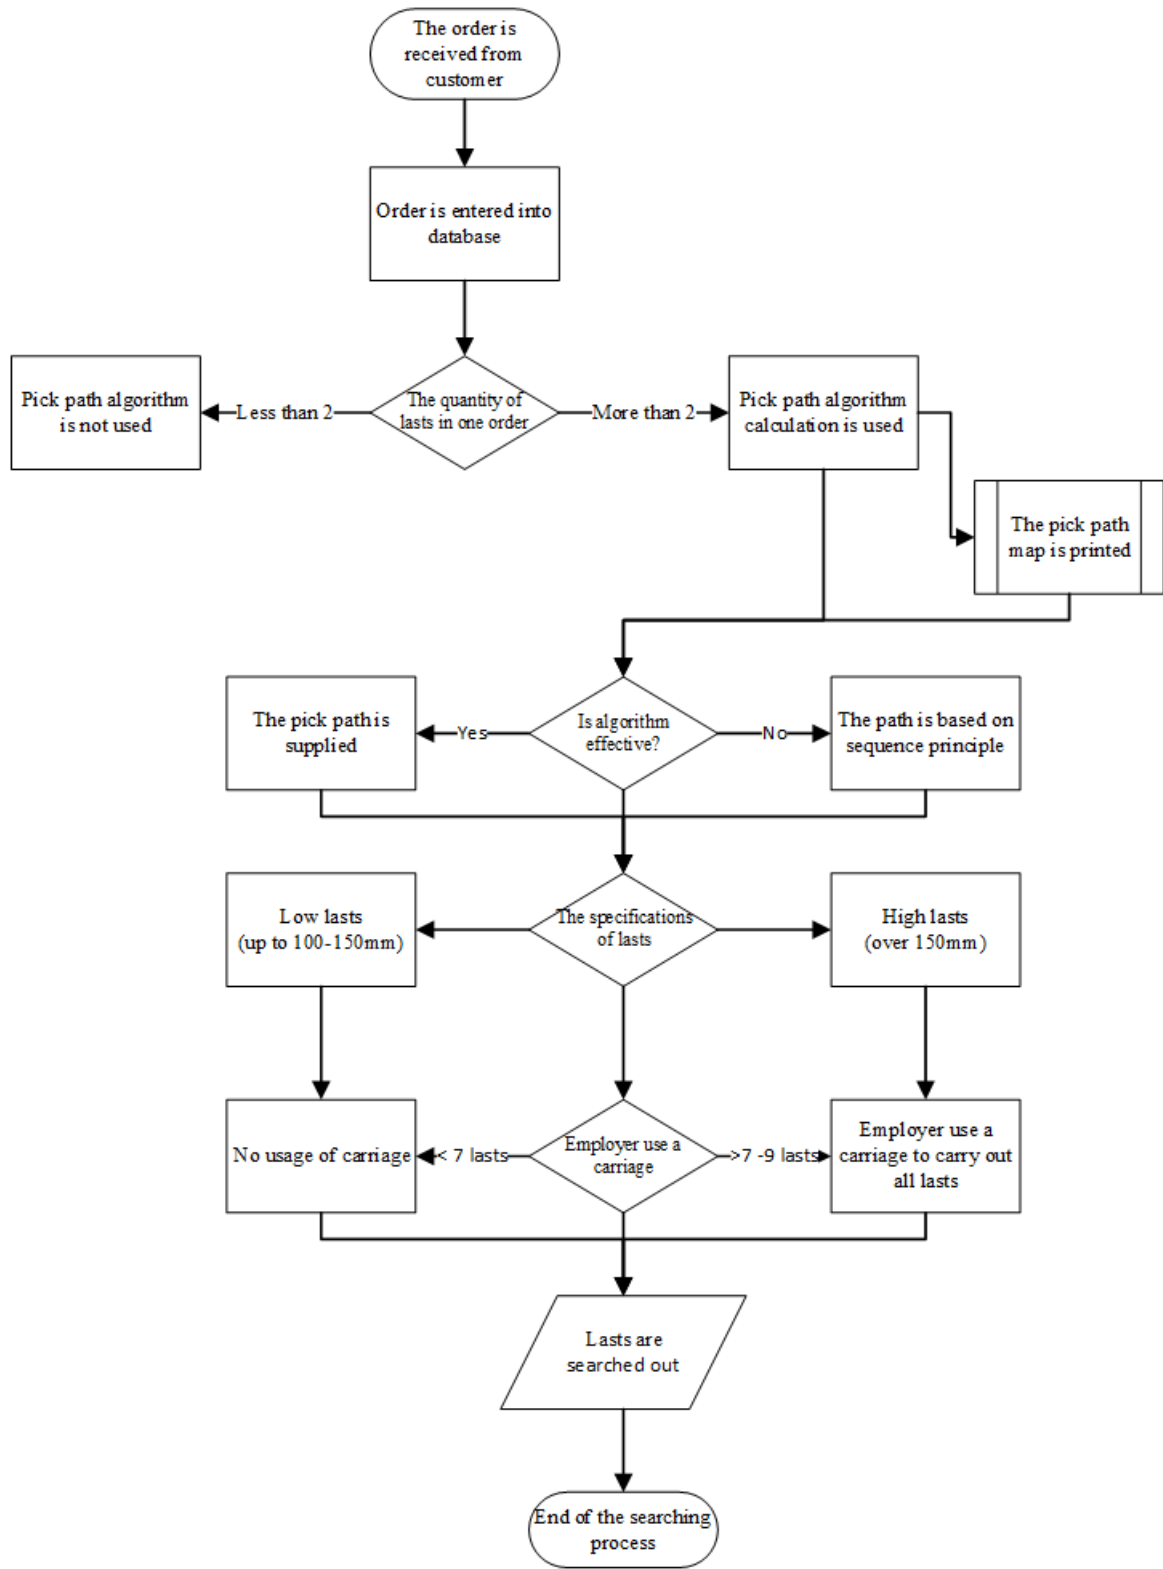 The order is
received from
customer
Order is entered into
database
Pick path algorithm
is not used
Less than 2
The quantity of
lasts in one order
More than 2
Pick path algorithm
calculation is used
The pick path
map is printed
The pick path is
supplied
Yes
Is algorithm
effective?
No
The path is based on
sequence principle
Low lasts
(up to 100-150mm)
The specifications
of lasts
High lasts
(over 150mm)
No usage of carriage
< 7 lasts
Employer use a
carriage
>7 -9 lasts
Employer use a
carriage to carry out
all lasts
Lasts are
searched out
End of the searching
process